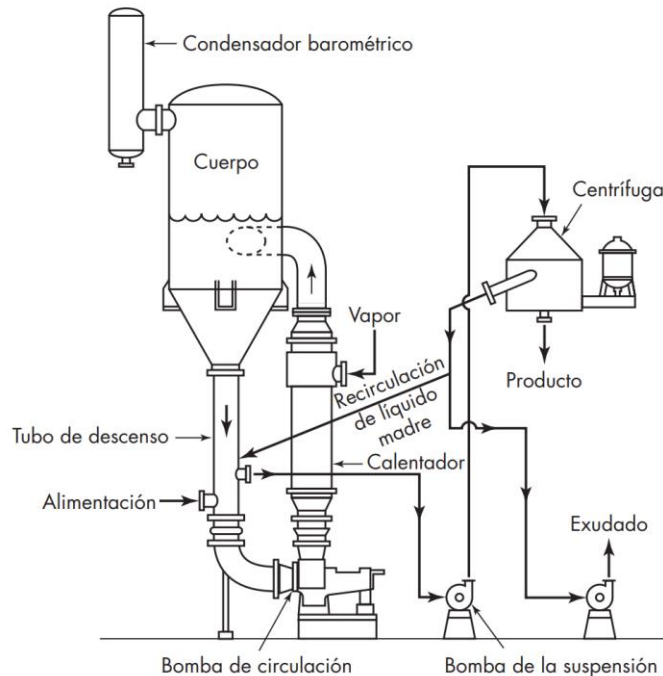 Condensador barométrico
Cuerpo
Centrífuga
Vapor
Producto
Recirculación
de líquido
madre
Tubo de descenso
Calentador
Alimentación
Exudado
Bomba de circulación
Bomba de la suspensión